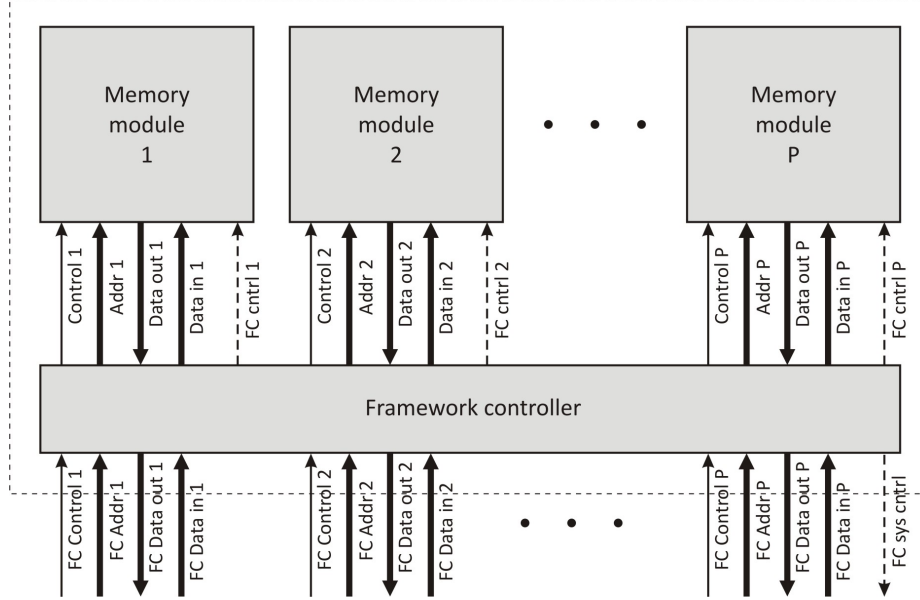 Memory
module
1
Memory
module
2
Memory
module
P
Control 1
Addr 1
Data out 1
Data in 1
FC cntrl 1
Control 2
Addr 2
Data out 2
Data in 2
FC cntrl 2
Control P
Addr P
Data out P
Data in P
FC cntrl P
Framework controller
FC Control 1
FC Addr 1
FC Data out 1
FC Data in 1
FC Control 2
FC Addr 2
FC Data out 2
FC Data in 2
FC Control P
FC Addr P
FC Data out P
FC Data in P
FC sys cntrl